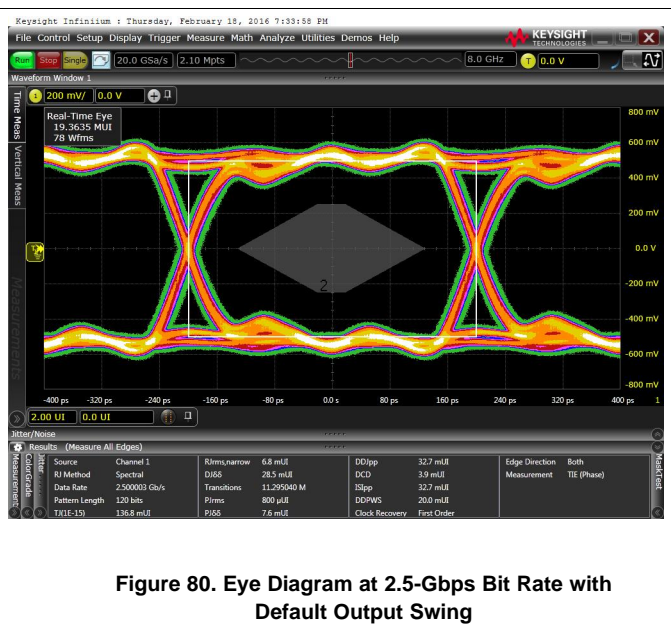 Keysight Infiniium : Thursday, February 18, 2016 7:33:58 PM
File Control Setup Display Trigger Measure Math Analyze Utilities Demos Help
KEYSIGHT
TECHNOLOGIES
X
Run Stop Single 20.0 GSa/s 2.10 Mpts 8.0 GHz T 0.0 V
Waveform Window 1
1 200 mV/ 0.0 V
Time Meas
Vertical Meas
Measurements
Real-Time Eye
19.3635 MUI
78 Wfms
800 mV
600 mV
400 mV
200 mV
0.0 V
-200 mV
-400 mV
-600 mV
-800 mV
2
-400 ps -320 ps -240 ps -160 ps -80 ps 0.0 s 80 ps 160 ps 240 ps 320 ps 400 ps 1
2.00 UI 0.0 UI
Jitter/Noise
Results (Measure All Edges)
Measurement
ColorGrade
Jitter
MaskTest
Source Channel 1 RJrms,narrow 6.8 mUI DDJpp 32.7 mUI Edge Direction Both
RJ Method Spectral DJδδ 28.5 mUI DCD 3.9 mUI Measurement TIE (Phase)
Data Rate 2.500003 Gb/s Transitions 11.295040 M ISIpp 32.7 mUI
Pattern Length 120 bits PJrms 800 μUI DDPWS 20.0 mUI
TJ(1E-15) 136.8 mUI PJδδ 7.6 mUI Clock Recovery First Order
Figure 80. Eye Diagram at 2.5-Gbps Bit Rate with
Default Output Swing